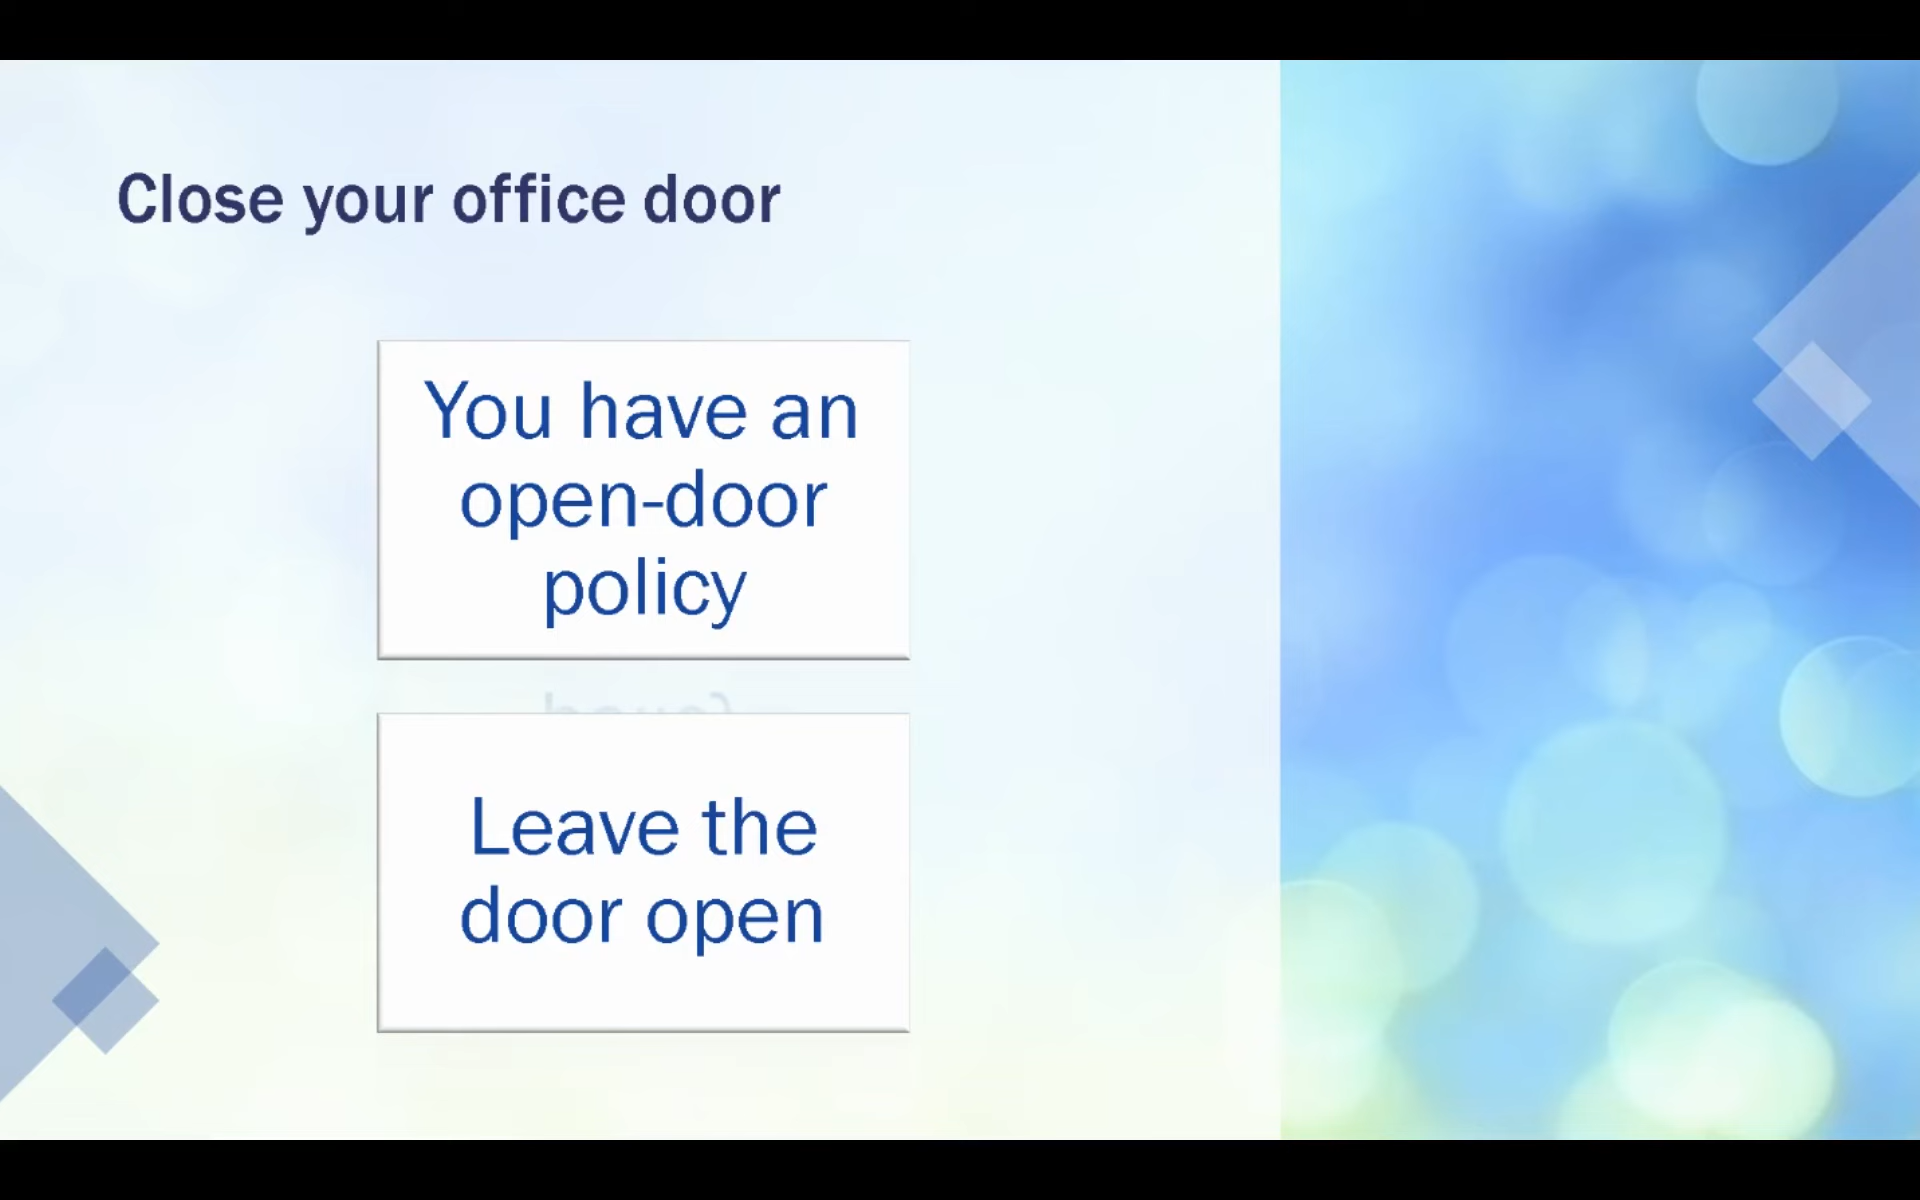 Close your office door
You have an
open-door
policy
Leave the
door open